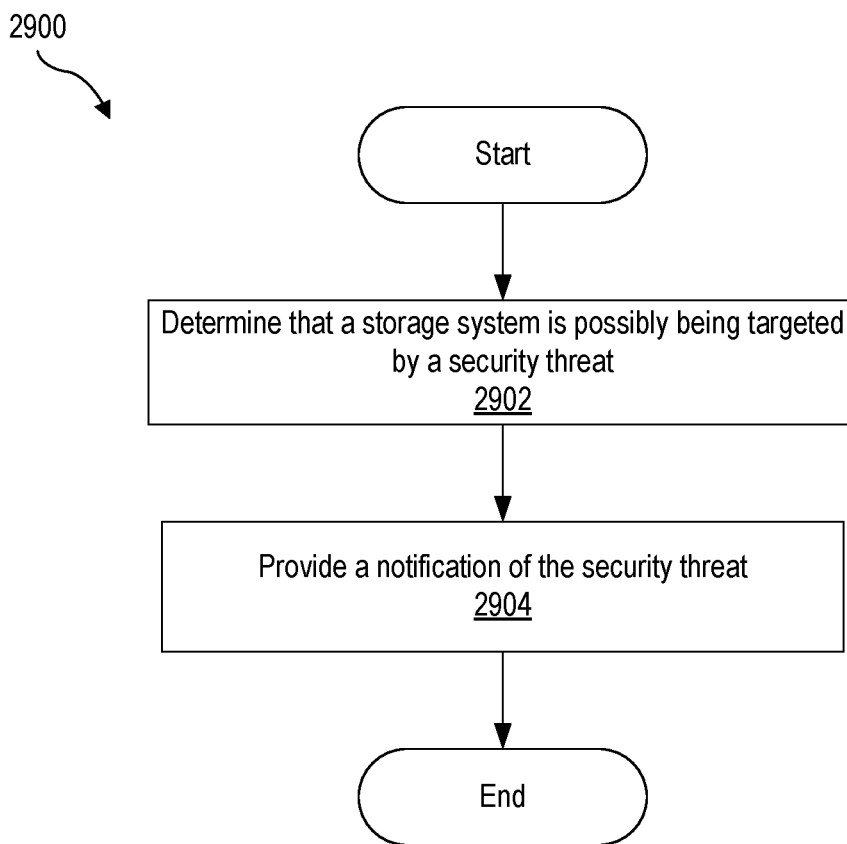 2900
Start
Determine that a storage system is possibly being targeted
by a security threat
2902
Provide a notification of the security threat
2904
End